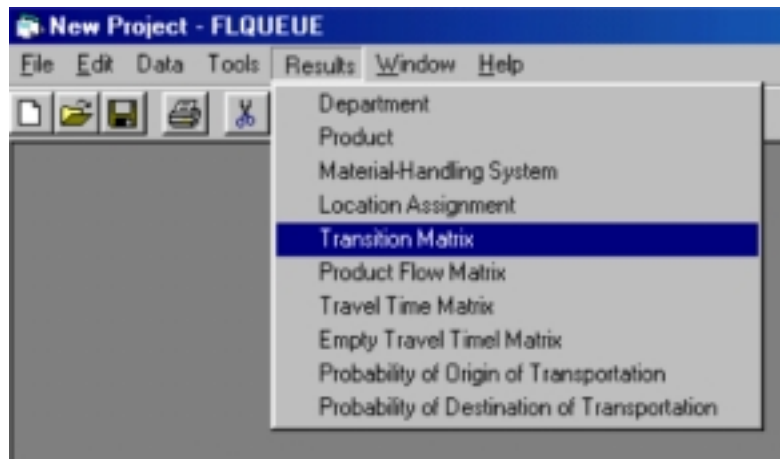 New Project - FLQUEUE
File Edit Data Tools Results Window Help
Department
Product
Material-Handling System
Location Assignment
Transition Matrix
Product Flow Matrix
Travel Time Matrix
Empty Travel Timel Matrix
Probability of Origin of Transportation
Probability of Destination of Transportation